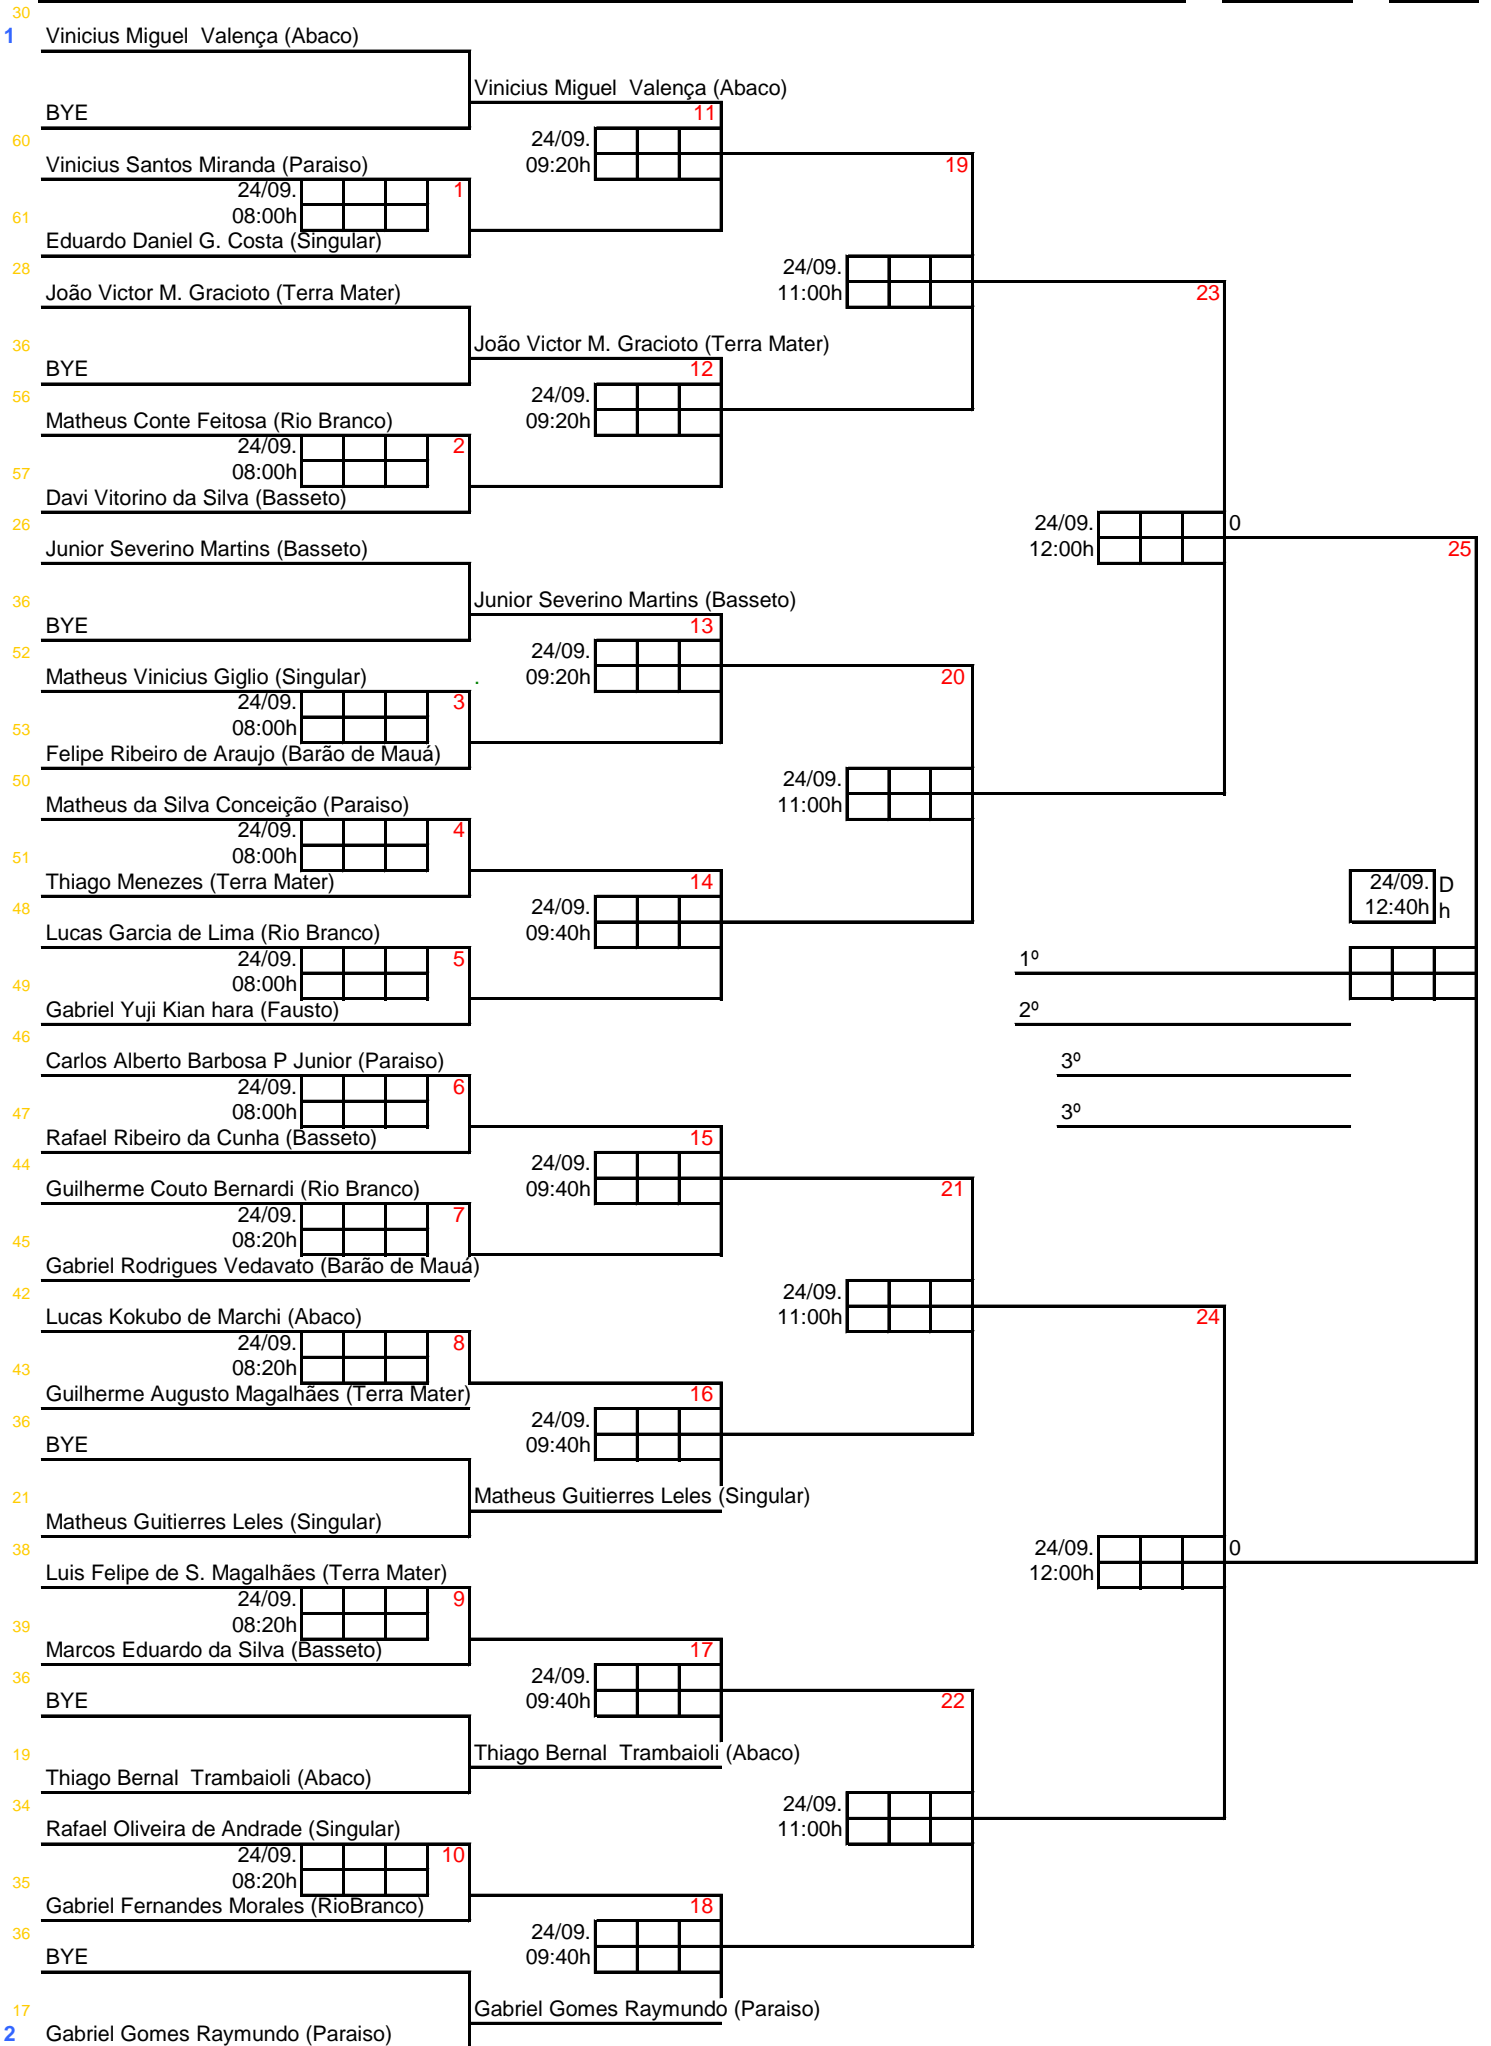 30
1 Vinicius Miguel Valença (Abaco)
Vinicius Miguel Valença (Abaco)
BYE
11
60
24/09.
09:20h
Vinicius Santos Miranda (Paraiso)
19
24/09.
1
08:00h
61
Eduardo Daniel G. Costa (Singular)
28
24/09.
11:00h
João Victor M. Gracioto (Terra Mater)
23
36
João Victor M. Gracioto (Terra Mater)
BYE
12
56
24/09.
09:20h
Matheus Conte Feitosa (Rio Branco)
24/09.
2
08:00h
57
Davi Vitorino da Silva (Basseto)
26
24/09.
0
12:00h
Junior Severino Martins (Basseto)
25
36
Junior Severino Martins (Basseto)
BYE
13
52
24/09.
09:20h
Matheus Vinicius Giglio (Singular)
.
20
24/09.
3
08:00h
53
Felipe Ribeiro de Araujo (Barão de Mauá)
50
24/09.
11:00h
Matheus da Silva Conceição (Paraiso)
24/09.
4
08:00h
51
Thiago Menezes (Terra Mater)
14
24/09. D
12:40h h
48
24/09.
09:40h
Lucas Garcia de Lima (Rio Branco)
24/09.
5
1º
08:00h
49
Gabriel Yuji Kian hara (Fausto)
2º
46
Carlos Alberto Barbosa P Junior (Paraiso)
3º
24/09.
6
08:00h
3º
47
Rafael Ribeiro da Cunha (Basseto)
15
44
24/09.
09:40h
Guilherme Couto Bernardi (Rio Branco)
21
24/09.
7
08:20h
45
Gabriel Rodrigues Vedavato (Barão de Mauá)
42
24/09.
11:00h
Lucas Kokubo de Marchi (Abaco)
24
24/09.
8
08:20h
43
Guilherme Augusto Magalhães (Terra Mater)
16
36
24/09.
09:40h
BYE
21
Matheus Guitierres Leles (Singular)
Matheus Guitierres Leles (Singular)
38
24/09.
0
12:00h
Luis Felipe de S. Magalhães (Terra Mater)
24/09.
9
08:20h
39
Marcos Eduardo da Silva (Basseto)
17
36
24/09.
09:40h
BYE
22
19
Thiago Bernal Trambaioli (Abaco)
Thiago Bernal Trambaioli (Abaco)
34
24/09.
11:00h
Rafael Oliveira de Andrade (Singular)
24/09.
10
08:20h
35
Gabriel Fernandes Morales (RioBranco)
18
36
24/09.
09:40h
BYE
17
Gabriel Gomes Raymundo (Paraiso)
2 Gabriel Gomes Raymundo (Paraiso)